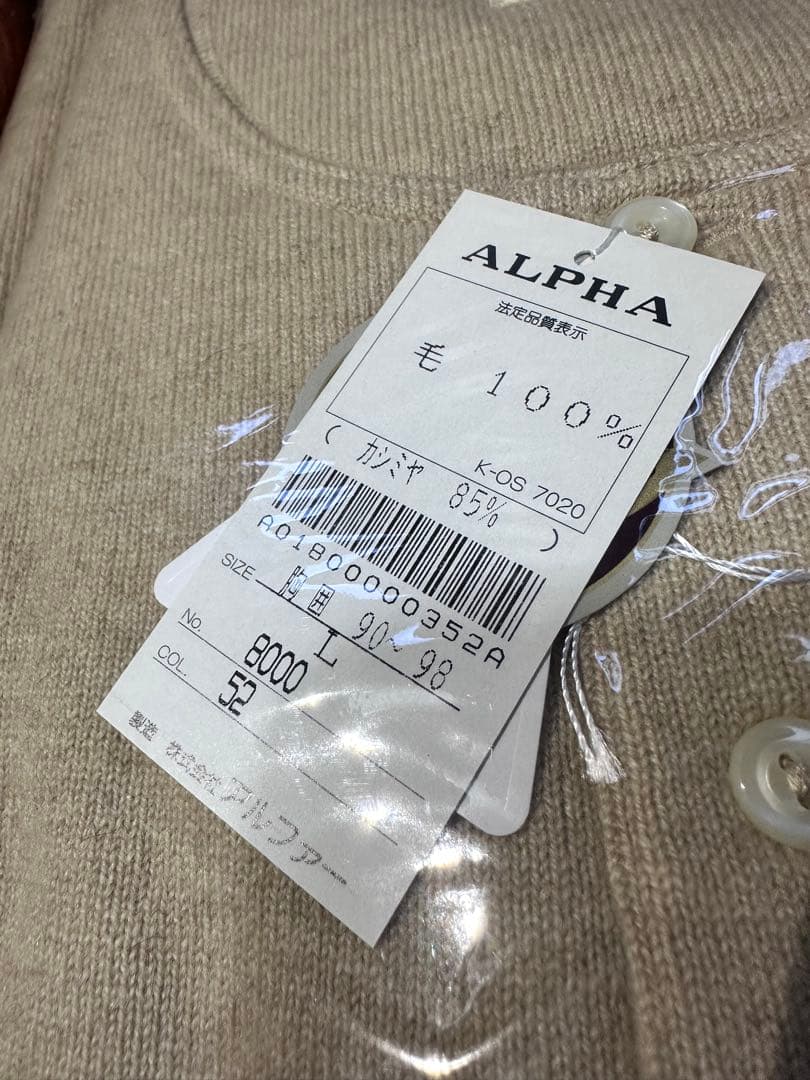 ALPHA
法定品質表示
毛 100%
K-OS 7020
( カシミヤ 85% )
A01800000352A
SIZE 胸囲 90~98
L
No. 8000
COL. 52
製造 株式会社アルファー